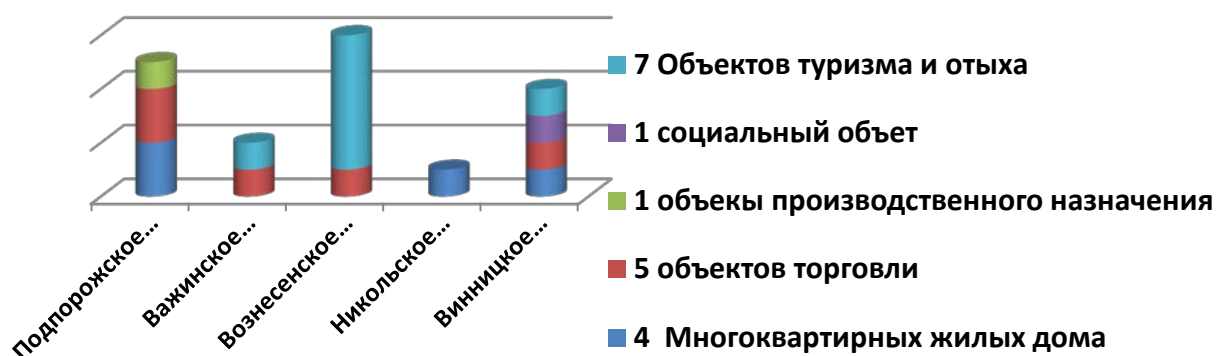 7 Объектов туризма и отыха
1 социальный объет
1 объекы производственного назначения
5 объектов торговли
4 Многоквартирных жилых дома
Подпорожское...
Важинское...
Вознесенское...
Никольское...
Винницкое...